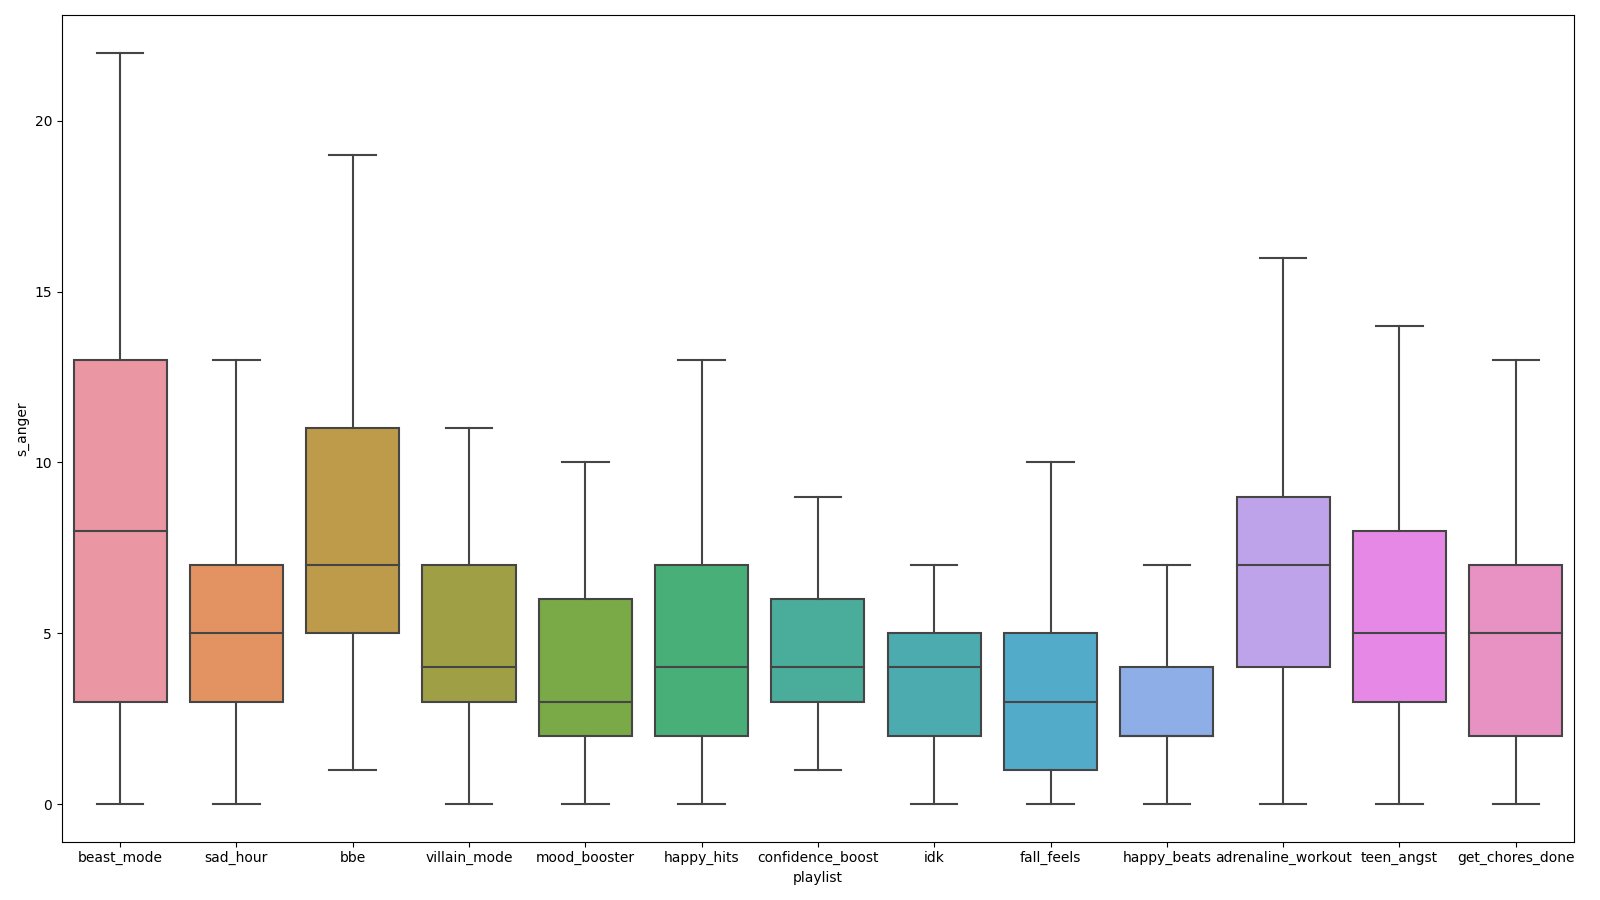 s_anger
20
15
10
5
0
beast_mode sad_hour bbe villain_mode mood_booster happy_hits confidence_boost idk fall_feels happy_beats adrenaline_workout teen_angst get_chores_done
playlist